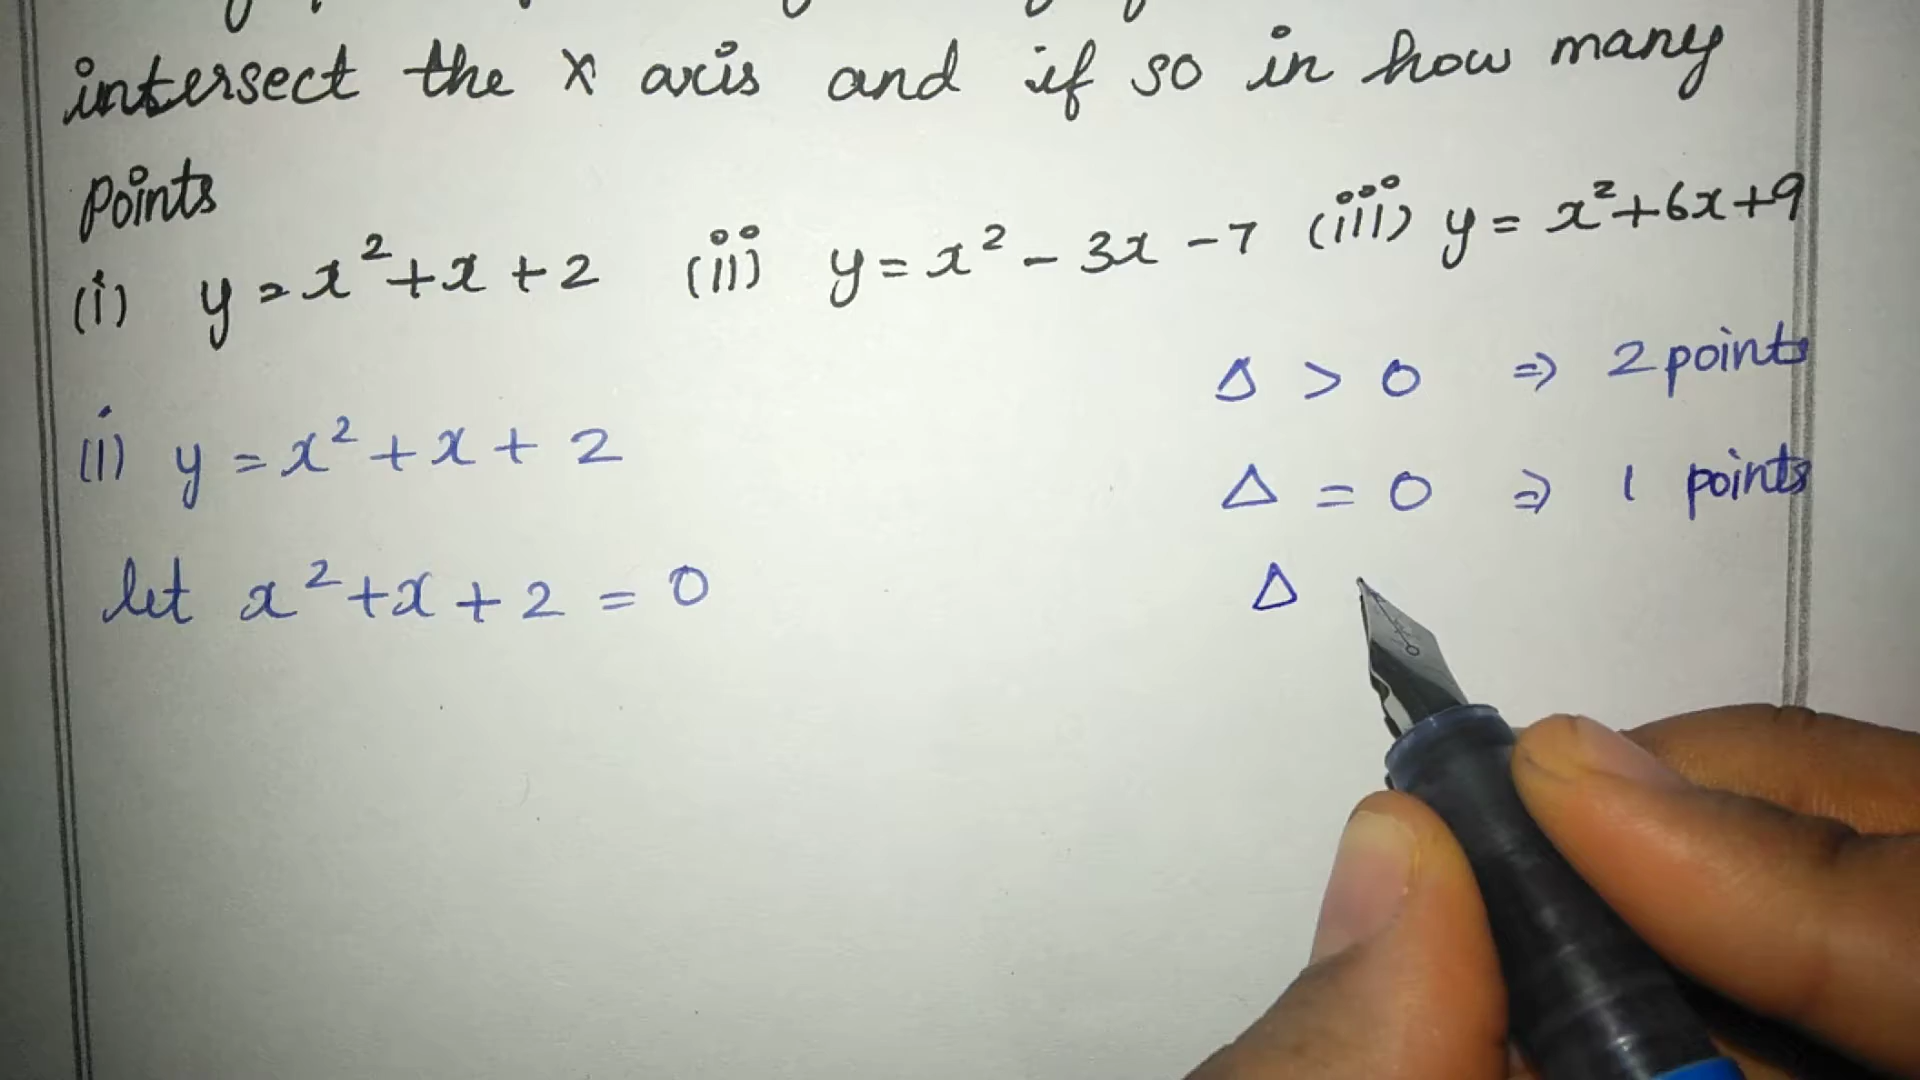 intersect the x axis and if so in how many
points
(i) y = x² + x + 2 (ii) y = x² - 3x - 7 (iii) y = x² + 6x + 9
Δ > 0 ⇒ 2 points
(i) y = x² + x + 2
Δ = 0 ⇒ 1 points
let x² + x + 2 = 0
Δ